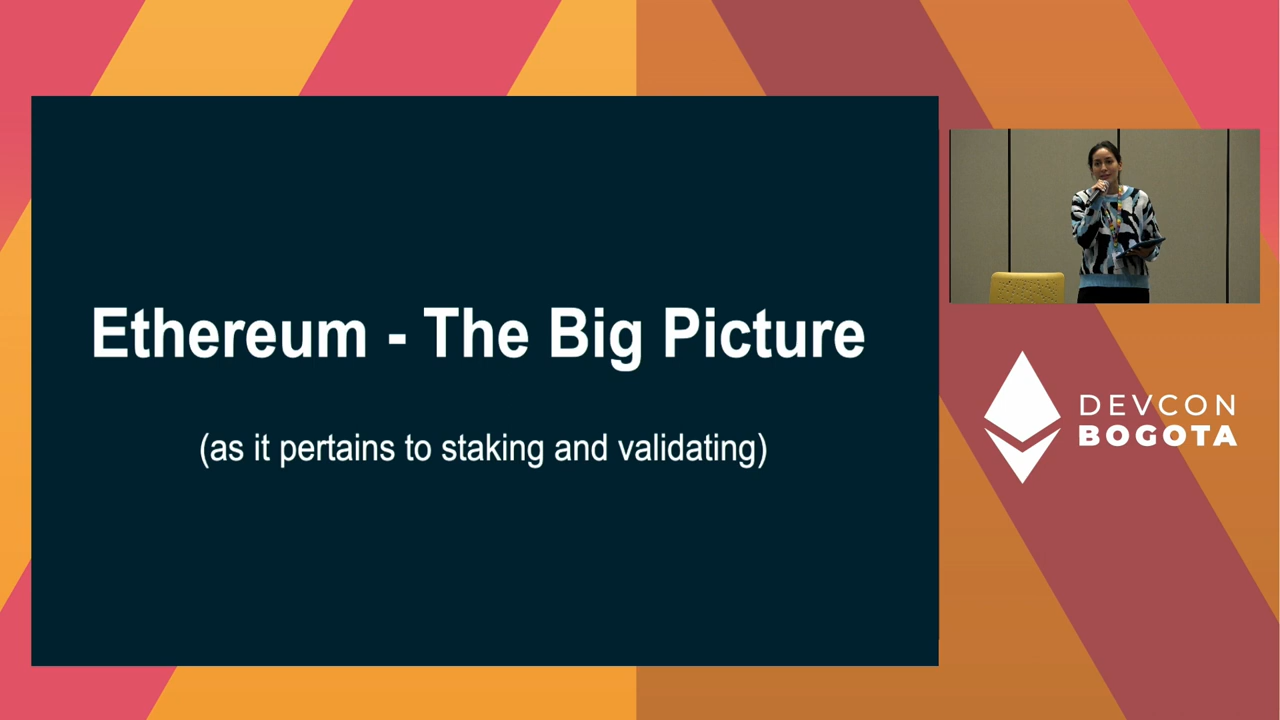 Ethereum - The Big Picture
(as it pertains to staking and validating)
DEVCON
BOGOTA